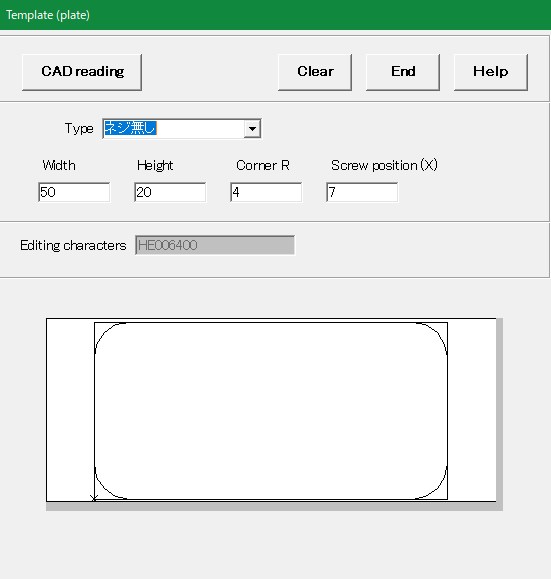 Template (plate)
CAD reading Clear End Help
Type ネジ無し
Width Height Corner R Screw position (X)
50 20 4 7
Editing characters HE006400